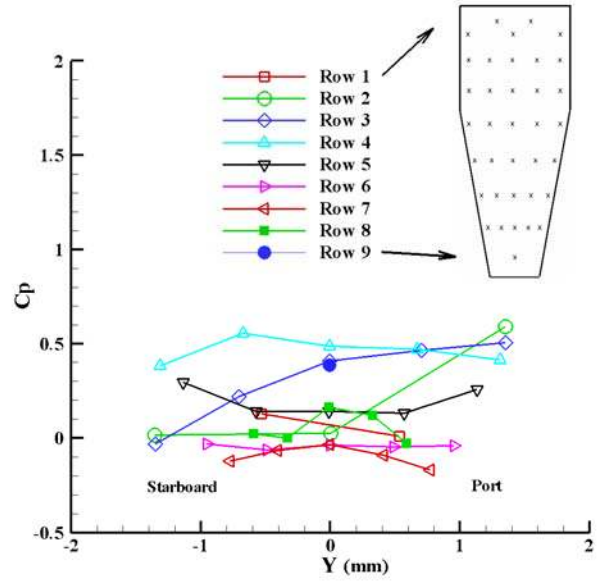 2
1.5
1
0.5
0
-0.5
Cp
Row 1
Row 2
Row 3
Row 4
Row 5
Row 6
Row 7
Row 8
Row 9
Starboard
Port
-2
-1
0
1
2
Y (mm)